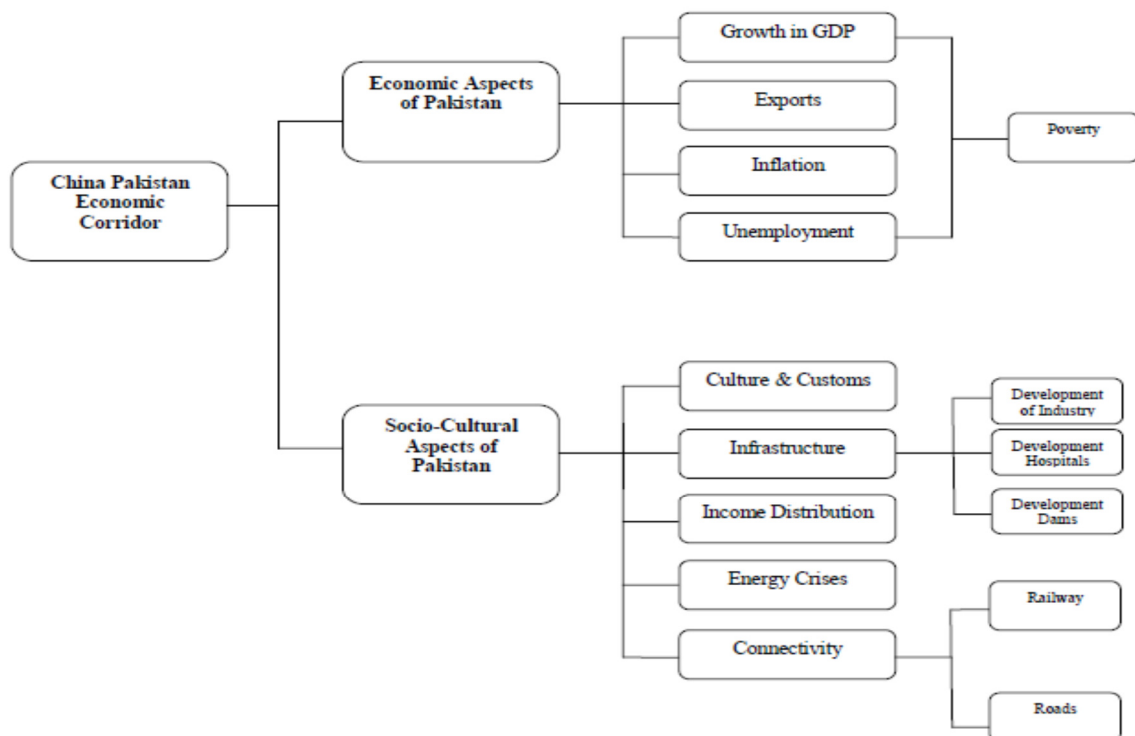 China Pakistan
Economic
Corridor
Economic Aspects
of Pakistan
Growth in GDP
Exports
Inflation
Unemployment
Poverty
Socio-Cultural
Aspects of
Pakistan
Culture & Customs
Infrastructure
Income Distribution
Energy Crises
Connectivity
Development
of Industry
Development
Hospitals
Development
Dams
Railway
Roads